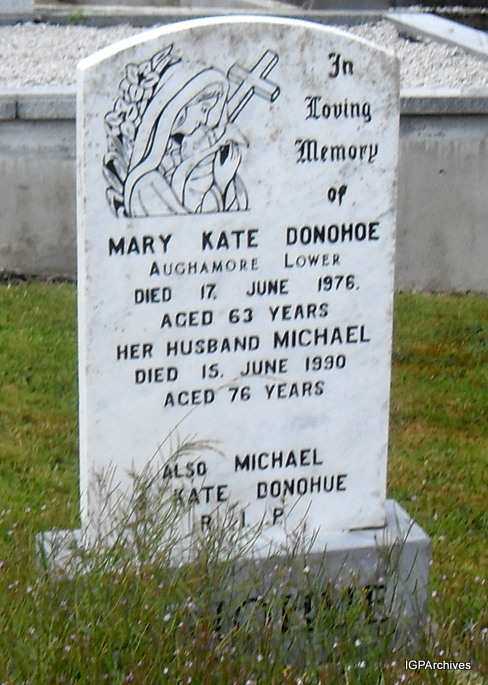 In
Loving
Memory
of
MARY KATE DONOHOE
AUGHAMORE LOWER
DIED 17. JUNE 1976.
AGED 63 YEARS
HER HUSBAND MICHAEL
DIED 15. JUNE 1990
AGED 76 YEARS
ALSO MICHAEL
KATE DONOHUE
R. I. P.
IGPArchives